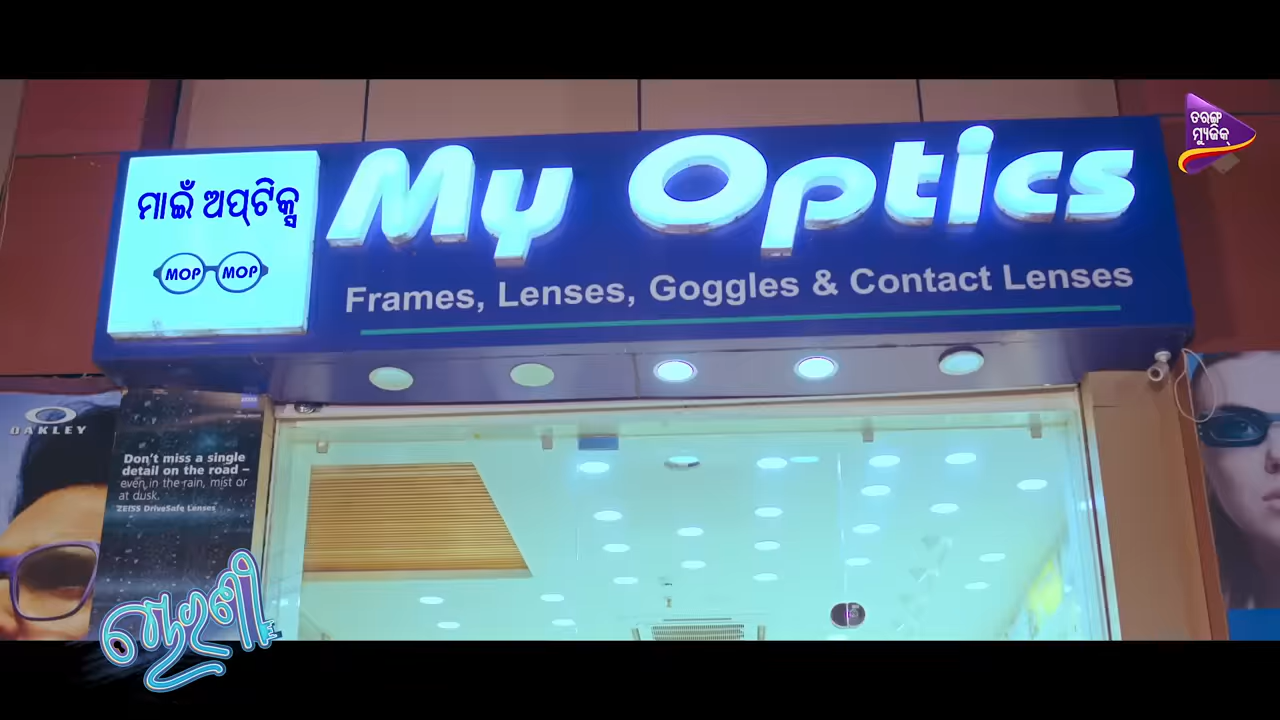 ତରଙ୍ଗ
ମ୍ୟୁଜିକ୍
ମାଇଁ ଅପ୍‌ଟିକ୍ସ
MOP MOP
My Optics
Frames, Lenses, Goggles & Contact Lenses
OAKLEY
Don't miss a single
detail on the road –
even in the rain, mist or
at dusk.
ZEISS DriveSafe Lenses